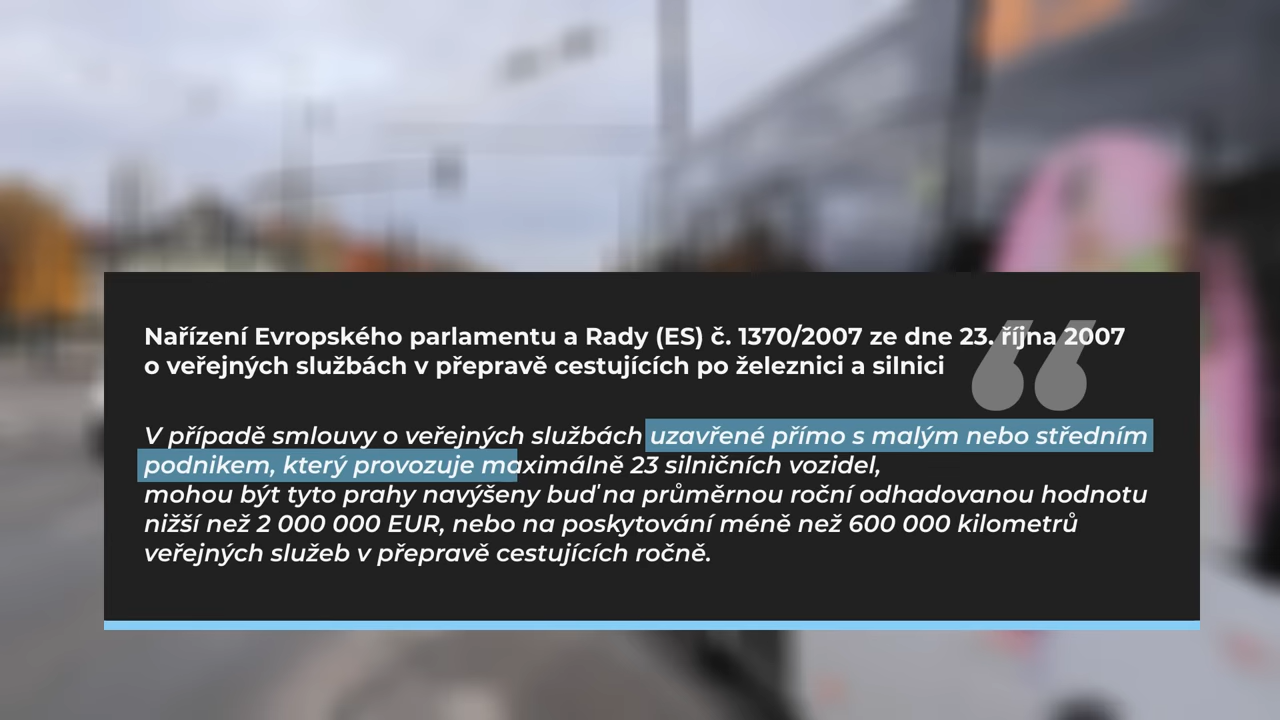 Nařízení Evropského parlamentu a Rady (ES) č. 1370/2007 ze dne 23. října 2007
o veřejných službách v přepravě cestujících po železnici a silnici
V případě smlouvy o veřejných službách uzavřené přímo s malým nebo středním
podnikem, který provozuje maximálně 23 silničních vozidel,
mohou být tyto prahy navýšeny buď na průměrnou roční odhadovanou hodnotu
nižší než 2 000 000 EUR, nebo na poskytování méně než 600 000 kilometrů
veřejných služeb v přepravě cestujících ročně.